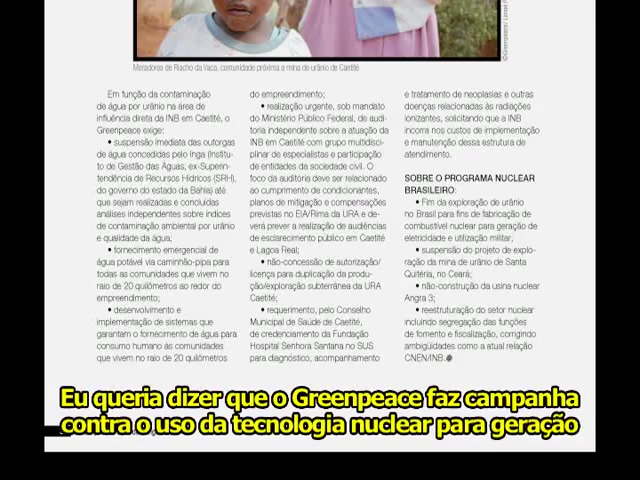 ©Greenpeace/
Moradores de Riacho da Vaca, comunidade próxima a mina de urânio de Caetité
Em função da contaminação
de água por urânio na área de
influência direta da INB em Caetité, o
Greenpeace exige:
• suspensão imediata das outorgas
de água concedidas pelo Ingá (Institu-
to de Gestão das Águas, ex-Superin-
tendência de Recursos Hídricos (SRH),
do governo do estado da Bahia) até
que sejam realizadas e concluídas
análises independentes sobre índices
de contaminação ambiental por urânio
e qualidade da água;
• fornecimento emergencial de
água potável via caminhão-pipa para
todas as comunidades que vivem no
raio de 20 quilômetros ao redor do
empreendimento;
• desenvolvimento e
implementação de sistemas que
garantam o fornecimento de água para
consumo humano às comunidades
que vivem no raio de 20 quilômetros
do empreendimento;
• realização urgente, sob mandato
do Ministério Público Federal, de audi-
toria independente sobre a atuação da
INB em Caetité com grupo multidisci-
plinar de especialistas e participação
de entidades da sociedade civil. O
foco da auditoria deve ser relacionado
ao cumprimento de condicionantes,
planos de mitigação e compensações
previstas no EIA/Rima da URA e de-
verá prever a realização de audiências
de esclarecimento público em Caetité
e Lagoa Real;
• não-concessão de autorização/
licença para duplicação da produ-
ção/exploração subterrânea da URA
Caetité;
• requerimento, pelo Conselho
Municipal de Saúde de Caetité,
de credenciamento da Fundação
Hospital Senhora Santana no SUS
para diagnóstico, acompanhamento
e tratamento de neoplasias e outras
doenças relacionadas às radiações
ionizantes, solicitando que a INB
incorra nos custos de implementação
e manutenção dessa estrutura de
atendimento.
SOBRE O PROGRAMA NUCLEAR
BRASILEIRO:
• Fim da exploração de urânio
no Brasil para fins de fabricação de
combustível nuclear para geração de
eletricidade e utilização militar;
• suspensão do projeto de explo-
ração da mina de urânio de Santa
Quitéria, no Ceará;
• não-construção da usina nuclear
Angra 3;
• reestruturação do setor nuclear
incluindo segregação das funções
de fomento e fiscalização, corrigindo
ambigüidades como a atual relação
CNEN/INB.
Eu queria dizer que o Greenpeace faz campanha
contra o uso da tecnologia nuclear para geração